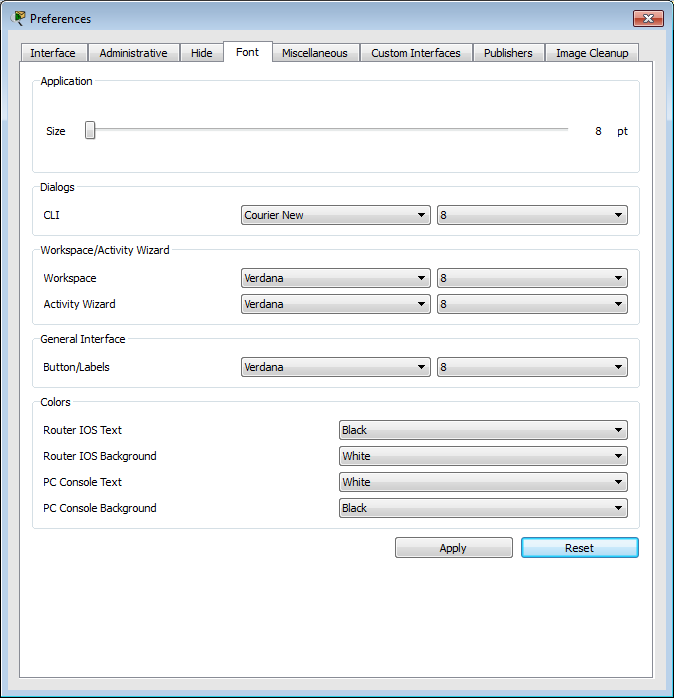 Preferences
Interface Administrative Hide Font Miscellaneous Custom Interfaces Publishers Image Cleanup
Application
Size 8 pt
Dialogs
CLI Courier New 8
Workspace/Activity Wizard
Workspace Verdana 8
Activity Wizard Verdana 8
General Interface
Button/Labels Verdana 8
Colors
Router IOS Text Black
Router IOS Background White
PC Console Text White
PC Console Background Black
Apply Reset